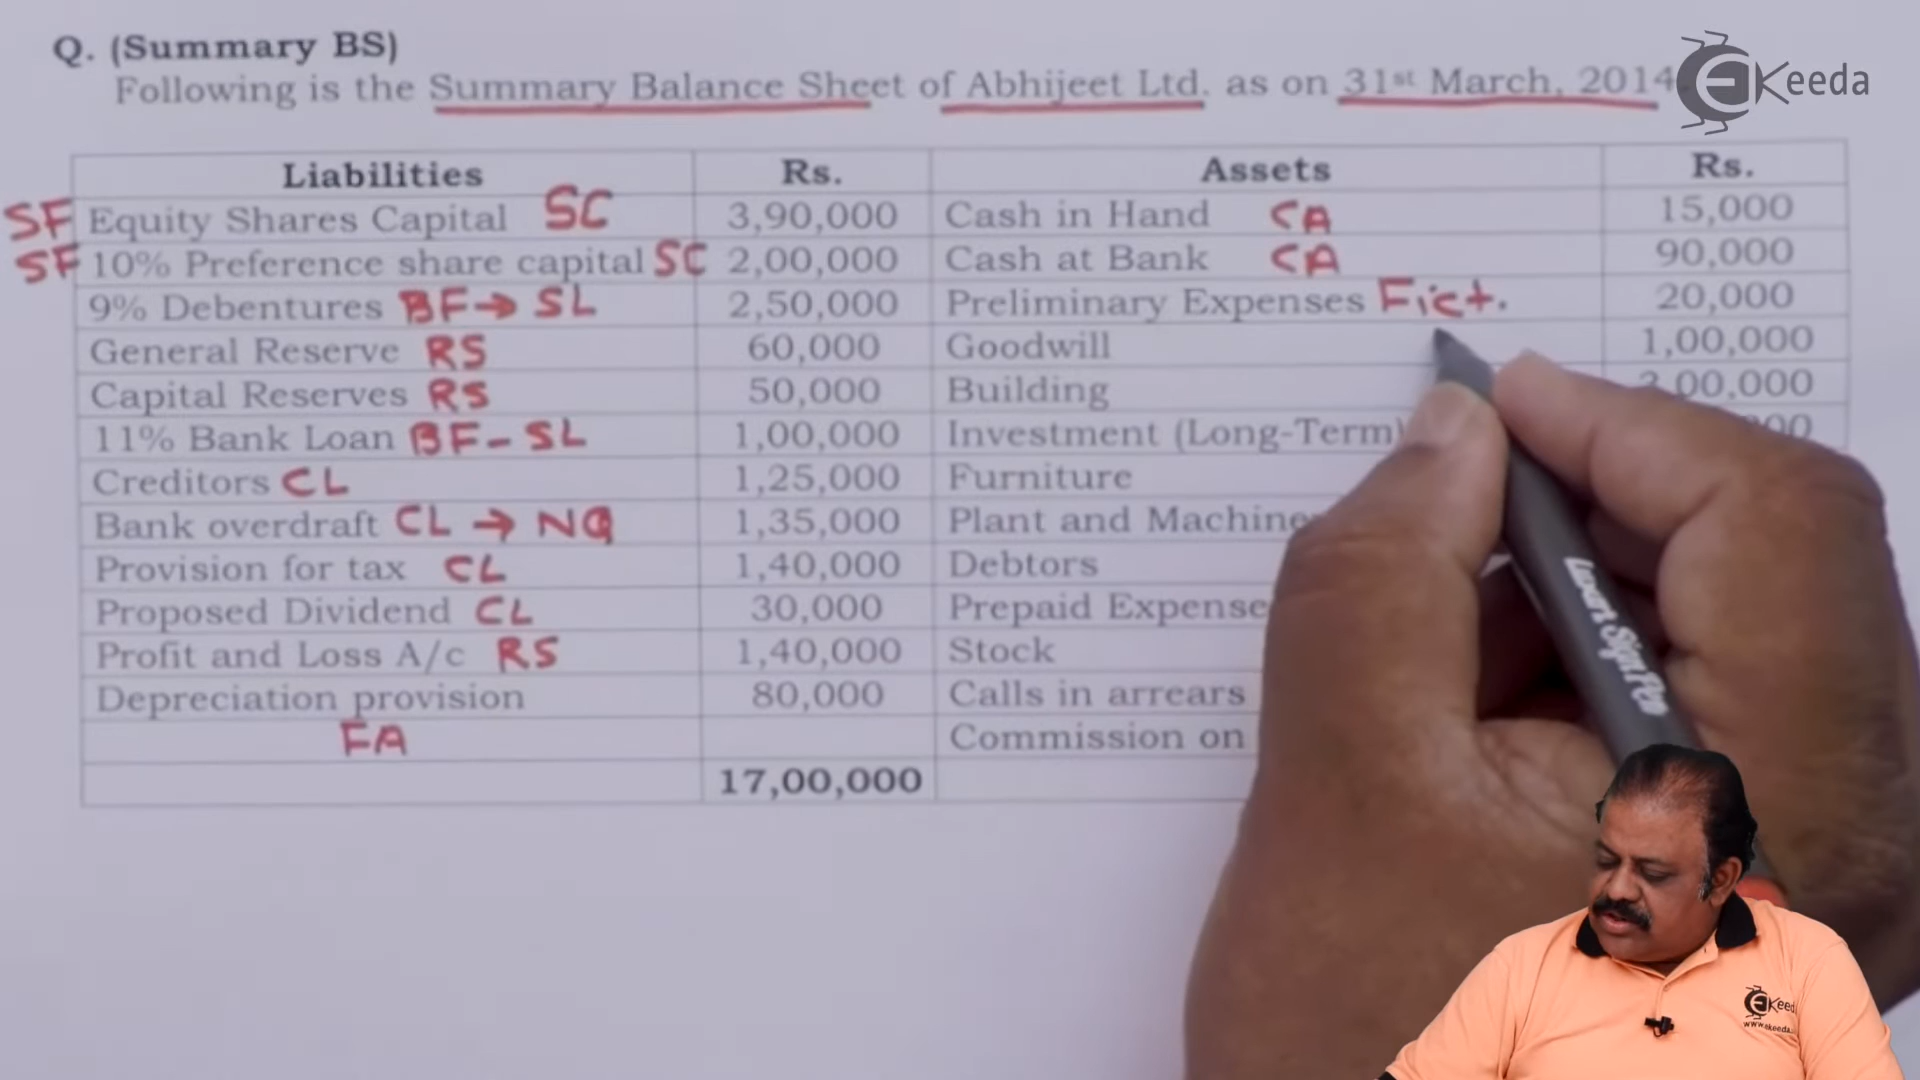 Q. (Summary BS)
Following is the Summary Balance Sheet of Abhijeet Ltd. as on 31st March, 2014
Keeda
Liabilities Rs. Assets Rs.
SF Equity Shares Capital SC 3,90,000 Cash in Hand CA 15,000
SF 10% Preference share capital SC 2,00,000 Cash at Bank CA 90,000
9% Debentures BF→ SL 2,50,000 Preliminary Expenses Fict. 20,000
General Reserve RS 60,000 Goodwill 1,00,000
Capital Reserves RS 50,000 Building 00,000
11% Bank Loan BF- SL 1,00,000 Investment (Long-Term)
Creditors CL 1,25,000 Furniture
Bank overdraft CL → NQ 1,35,000 Plant and
Provision for tax CL 1,40,000 Debtors
Proposed Dividend CL 30,000 Prepaid
Profit and Loss A/c RS 1,40,000 Stock
Depreciation provision 80,000 Calls in arrears
FA Commission on
17,00,000